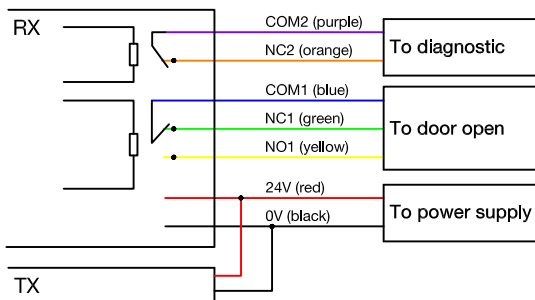 RX
COM2 (purple)
NC2 (orange)
To diagnostic
COM1 (blue)
NC1 (green)
NO1 (yellow)
To door open
24V (red)
0V (black)
To power supply
TX